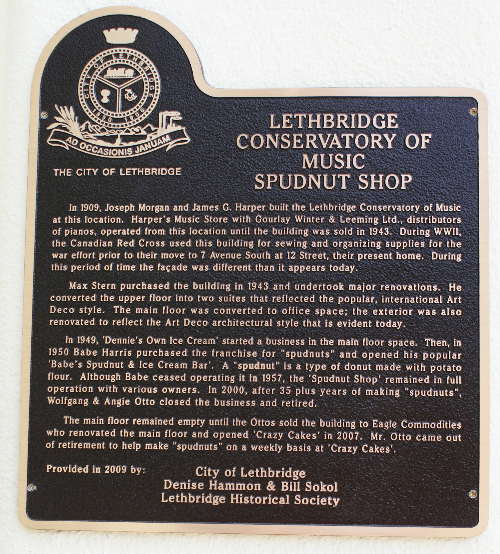 CITY OF LETHBRIDGE
AD OCCASIONIS JANUAM
THE CITY OF LETHBRIDGE
LETHBRIDGE
CONSERVATORY OF
MUSIC
SPUDNUT SHOP
In 1909, Joseph Morgan and James G. Harper built the Lethbridge Conservatory of Music
at this location. Harper's Music Store with Gourlay Winter & Leeming Ltd., distributors
of pianos, operated from this location until the building was sold in 1943. During WWII,
the Canadian Red Cross used this building for sewing and organizing supplies for the
war effort prior to their move to 7 Avenue South at 12 Street, their present home. During
this period of time the façade was different than it appears today.
Max Stern purchased the building in 1943 and undertook major renovations. He
converted the upper floor into two suites that reflected the popular, international Art
Deco style. The main floor was converted to office space; the exterior was also
renovated to reflect the Art Deco architectural style that is evident today.
In 1949, 'Dennie's Own Ice Cream' started a business in the main floor space. Then, in
1950 Babe Harris purchased the franchise for "spudnuts" and opened his popular
'Babe's Spudnut & Ice Cream Bar'. A "spudnut" is a type of donut made with potato
flour. Although Babe ceased operating it in 1957, the 'Spudnut Shop' remained in full
operation with various owners. In 2000, after 35 plus years of making "spudnuts",
Wolfgang & Angie Otto closed the business and retired.
The main floor remained empty until the Ottos sold the building to Eagle Commodities
who renovated the main floor and opened 'Crazy Cakes' in 2007. Mr. Otto came out
of retirement to help make "spudnuts" on a weekly basis at 'Crazy Cakes'.
Provided in 2009 by:
City of Lethbridge
Denise Hammon & Bill Sokol
Lethbridge Historical Society